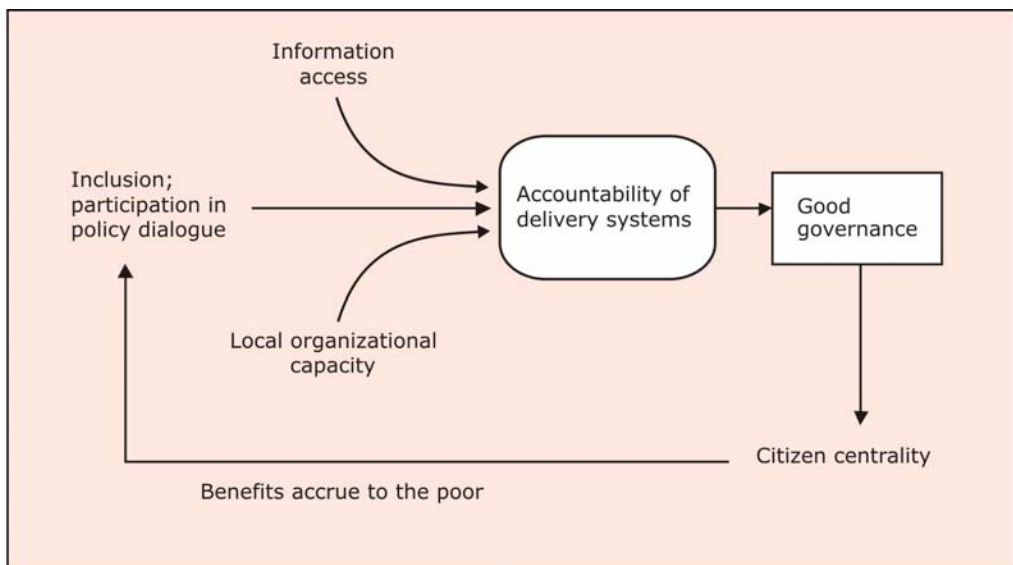 Information
access
Inclusion;
participation in
policy dialogue
Accountability of
delivery systems
Good
governance
Local organizational
capacity
Citizen centrality
Benefits accrue to the poor